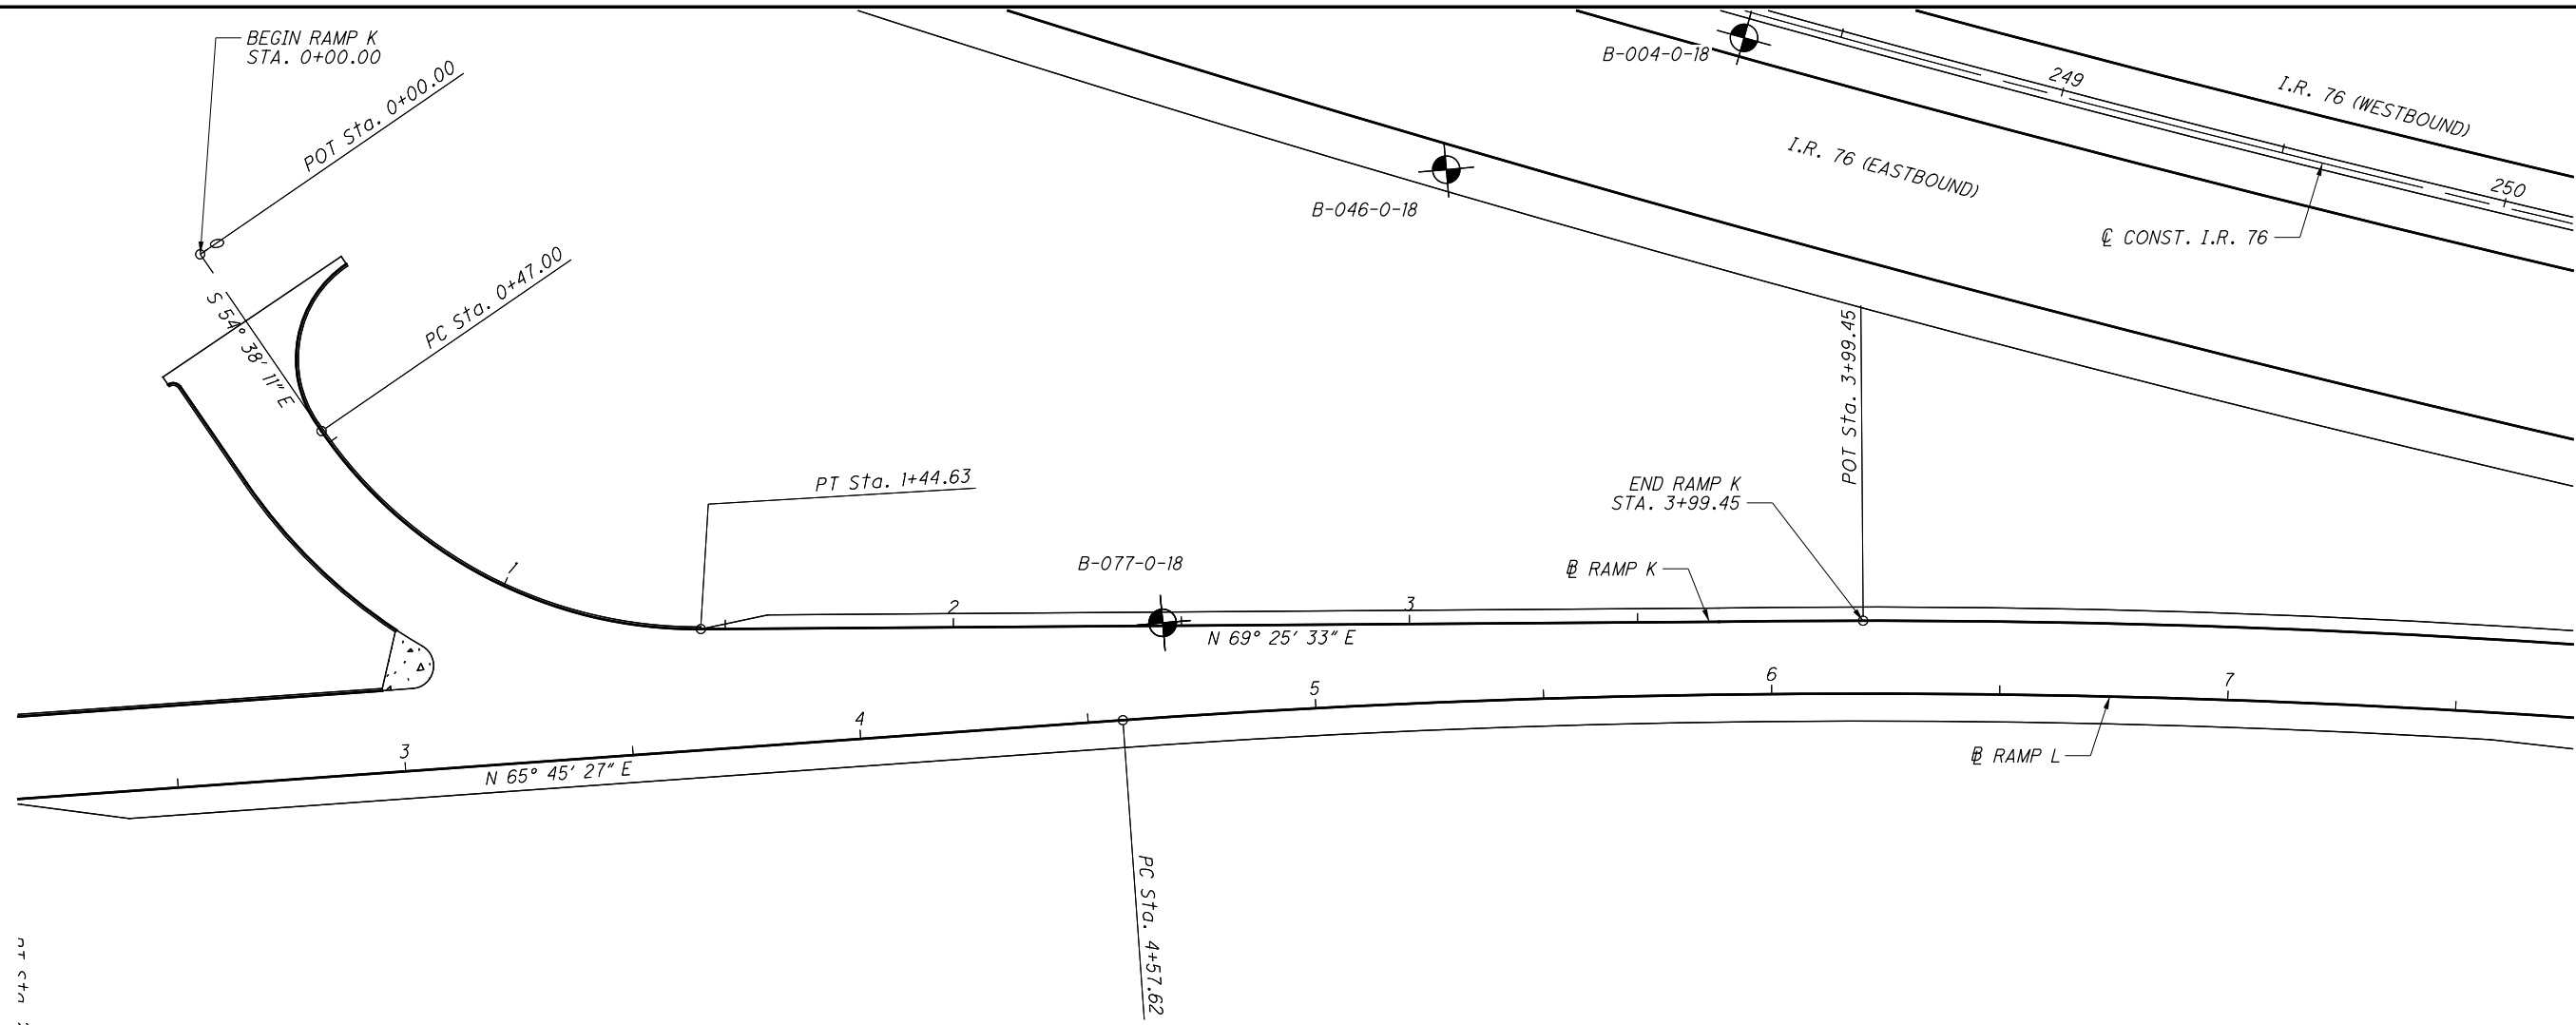 BEGIN RAMP K
STA. 0+00.00
POT Sta. 0+00.00
0
S 54° 38' 11" E
PC Sta. 0+47.00
B-004-0-18
249
I.R. 76 (WESTBOUND)
I.R. 76 (EASTBOUND)
250
B-046-0-18
℄ CONST. I.R. 76
POT Sta. 3+99.45
PT Sta. 1+44.63
END RAMP K
STA. 3+99.45
1
B-077-0-18
B̵L RAMP K
2
3
N 69° 25' 33" E
5
6
7
4
3
N 65° 45' 27" E
BL RAMP L
PC Sta. 4+57.62